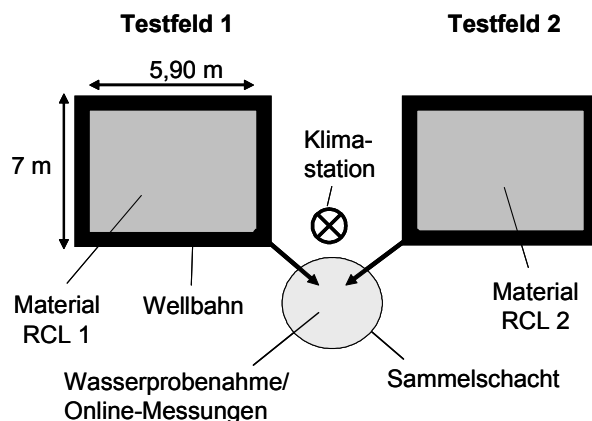 Testfeld 1
Testfeld 2
5,90 m
7 m
Klima-
station
Material
RCL 1
Wellbahn
Material
RCL 2
Wasserprobenahme/
Online-Messungen
Sammelschacht